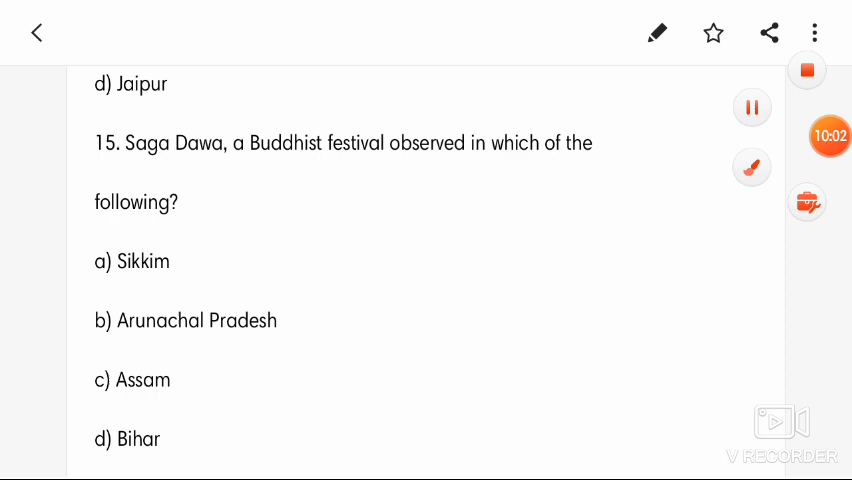 d) Jaipur
10:02
15. Saga Dawa, a Buddhist festival observed in which of the
following?
a) Sikkim
b) Arunachal Pradesh
c) Assam
d) Bihar
V RECORDER